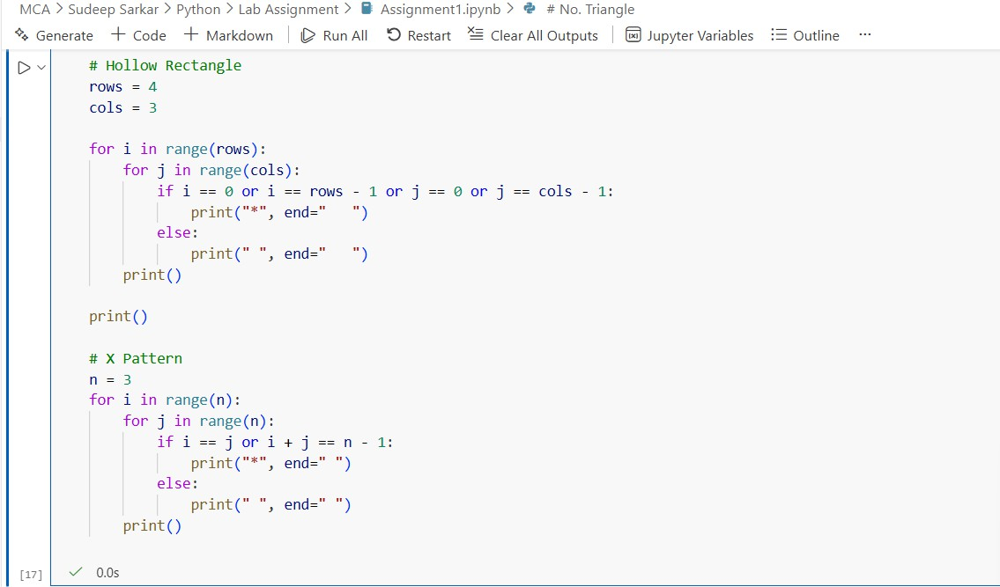 MCA > Sudeep Sarkar > Python > Lab Assignment > Assignment1.ipynb > # No. Triangle
Generate + Code + Markdown Run All Restart Clear All Outputs Jupyter Variables Outline ...
# Hollow Rectangle
rows = 4
cols = 3

for i in range(rows):
    for j in range(cols):
        if i == 0 or i == rows - 1 or j == 0 or j == cols - 1:
            print("*", end="   ")
        else:
            print(" ", end="   ")
    print()

print()

# X Pattern
n = 3
for i in range(n):
    for j in range(n):
        if i == j or i + j == n - 1:
            print("*", end=" ")
        else:
            print(" ", end=" ")
    print()
[17] 0.0s